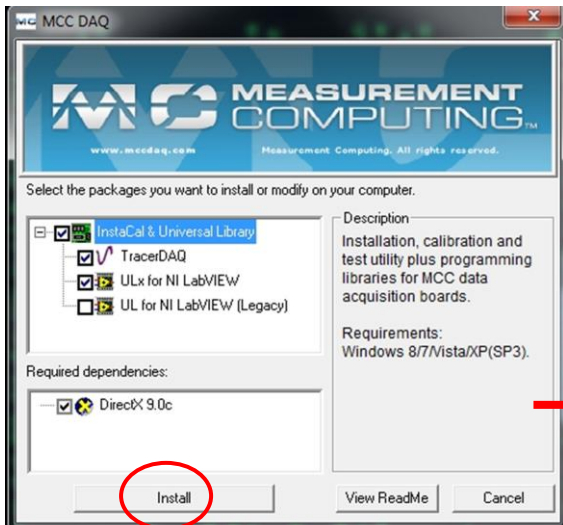 MC MCC DAQ
MC MEASUREMENT
COMPUTING™
www.mccdaq.com Measurement Computing. All rights reserved.
Select the packages you want to install or modify on your computer.
InstaCal & Universal Library
TracerDAQ
ULx for NI LabVIEW
UL for NI LabVIEW (Legacy)
Description
Installation, calibration and
test utility plus programming
libraries for MCC data
acquisition boards.
Requirements:
Windows 8/7/Vista/XP(SP3).
Required dependencies:
DirectX 9.0c
Install View ReadMe Cancel